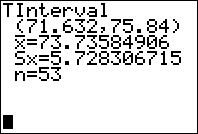 TInterval
(71.632,75.84)
x̄=73.73584906
Sx=5.728306715
n=53